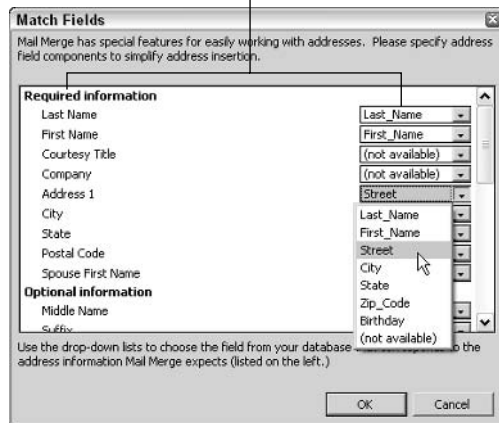 Match Fields
Mail Merge has special features for easily working with addresses. Please specify address
field components to simplify address insertion.
Required information
Last Name Last_Name
First Name First_Name
Courtesy Title (not available)
Company (not available)
Address 1 Street
City Last_Name
State First_Name
Postal Code Street
Spouse First Name City
Optional information State
Middle Name Zip_Code
Suffix Birthday
(not available)
Use the drop-down lists to choose the field from your database to the
address information Mail Merge expects (listed on the left.)
OK Cancel